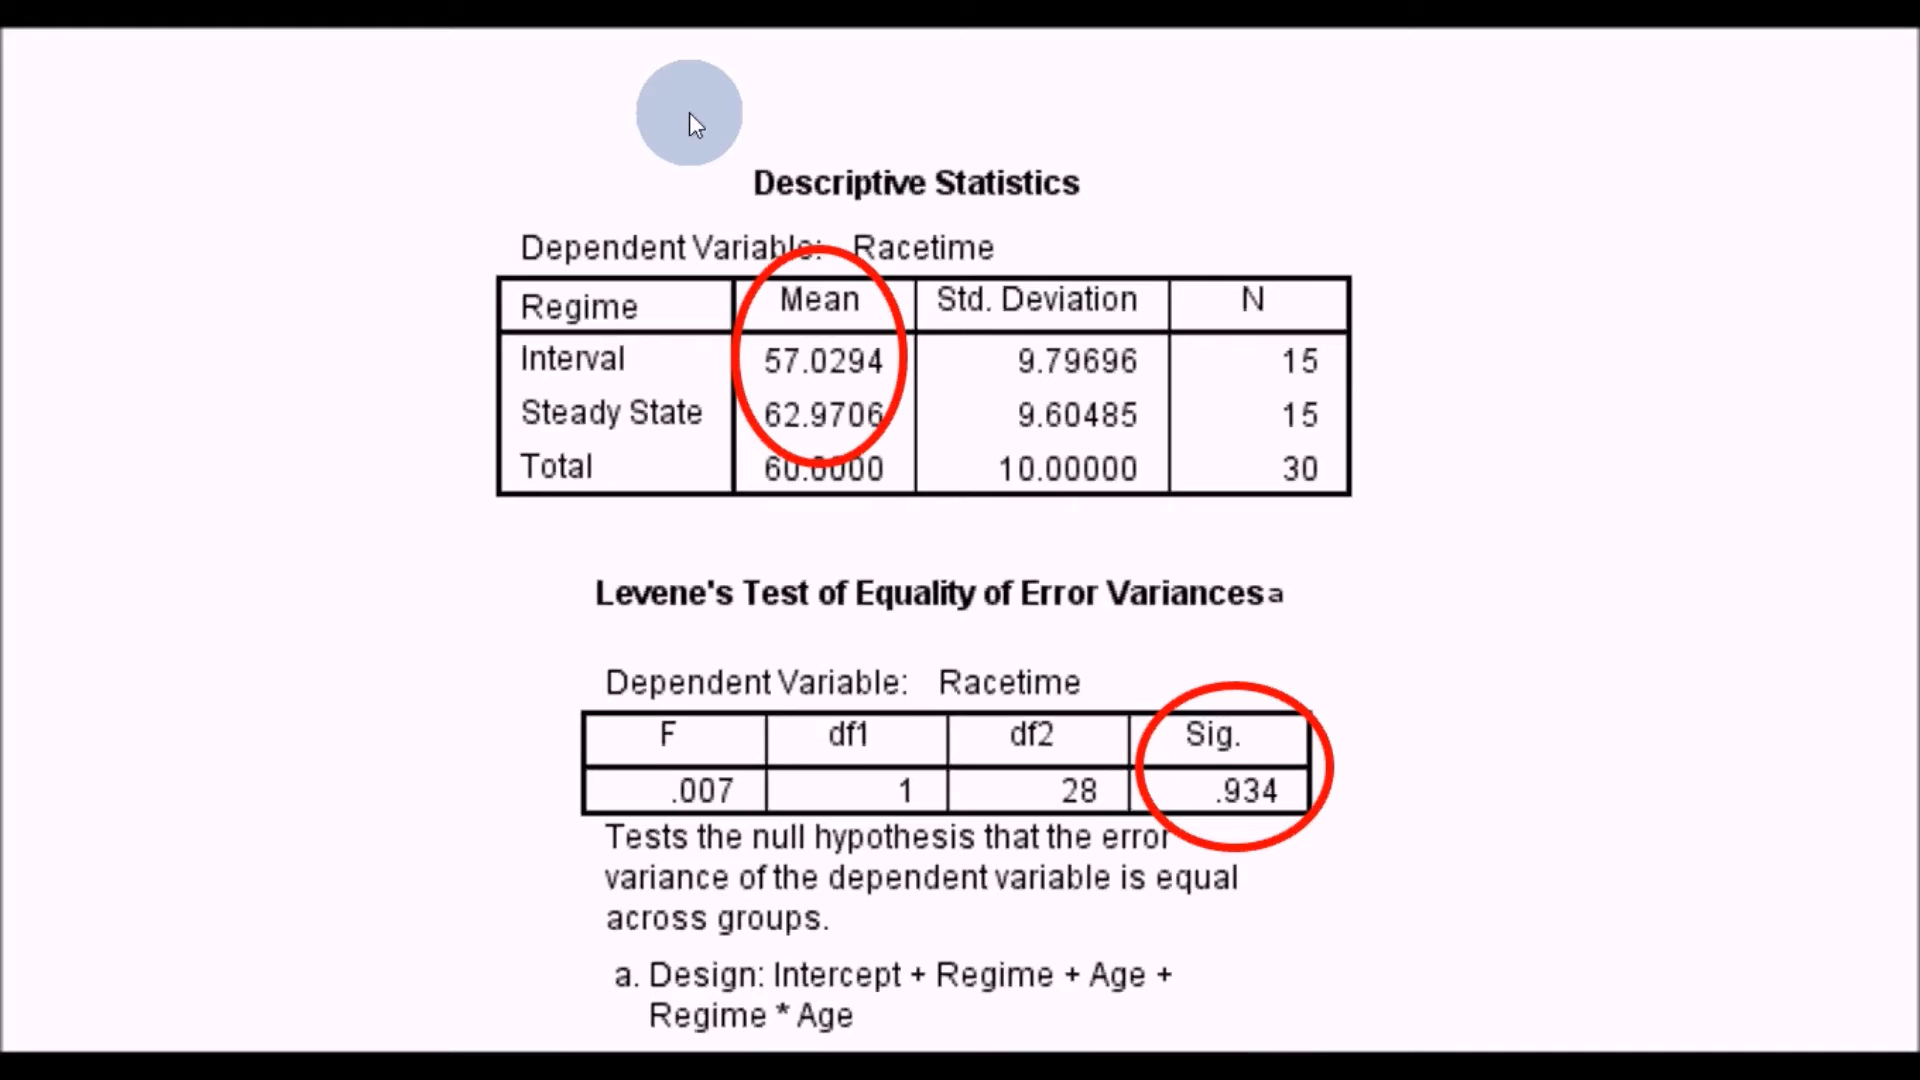 Descriptive Statistics
Dependent Variable: Racetime
Regime Mean Std. Deviation N
Interval 57.0294 9.79696 15
Steady State 62.9706 9.60485 15
Total 60.0000 10.00000 30
Levene's Test of Equality of Error Variances a
Dependent Variable: Racetime
F df1 df2 Sig.
.007 1 28 .934
Tests the null hypothesis that the error
variance of the dependent variable is equal
across groups.
a. Design: Intercept + Regime + Age +
Regime * Age